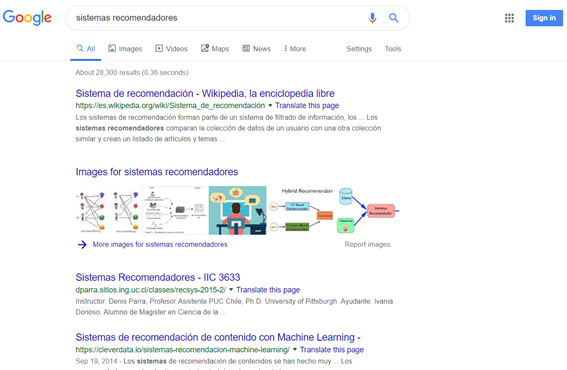 Google
sistemas recomendadores
Sign in
All Images Videos Maps News More Settings Tools
About 28,300 results (0.36 seconds)
Sistema de recomendación - Wikipedia, la enciclopedia libre
https://es.wikipedia.org/wiki/Sistema_de_recomendación Translate this page
Los sistemas de recomendación forman parte de un sistema de filtrado de información, los ... Los
sistemas recomendadores comparan la colección de datos de un usuario con una otra colección
similar y crean un listado de artículos y temas ...
Images for sistemas recomendadores
Hybrid Recommendati
More images for sistemas recomendadores
Report images
Sistemas Recomendadores - IIC 3633
dparra.sitios.ing.uc.cl/classes/recsys-2015-2/ Translate this page
Instructor: Denis Parra, Profesor Asistente PUC Chile, Ph.D. University of Pittsburgh. Ayudante: Ivania
Donoso, Alumno de Magister en Ciencia de la ...
Sistemas de recomendación de contenido con Machine Learning -
https://cleverdata.io/sistemas-recomendacion-machine-learning/ Translate this page
Sep 19, 2014 - Los sistemas de recomendación de contenidos se han hecho muy ... Los